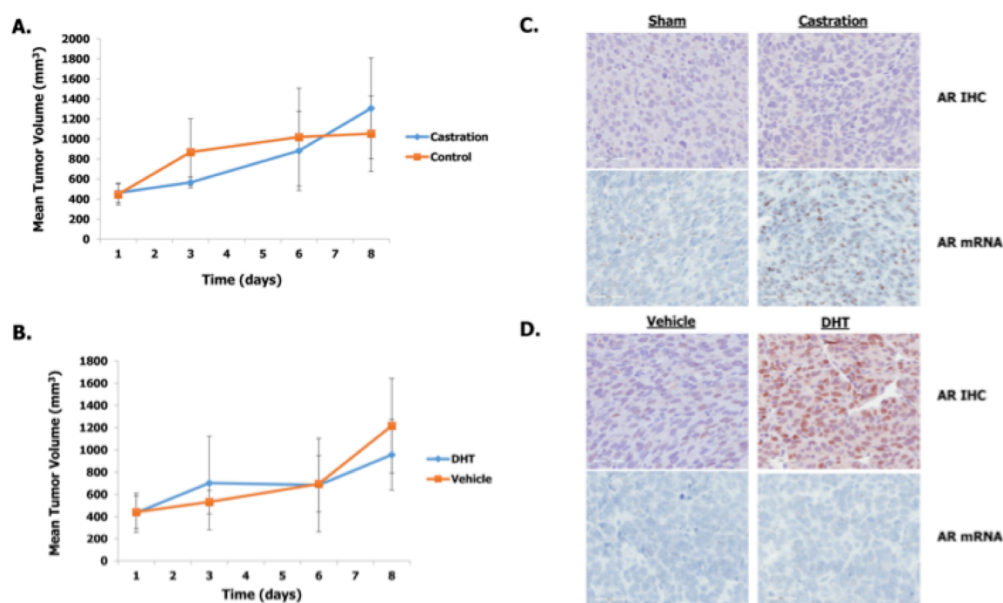 A.
2000
1800
1600
1400
1200
1000
800
600
400
200
0
Mean Tumor Volume (mm³)
1 2 3 4 5 6 7 8
Time (days)
Castration
Control
B.
1800
1600
1400
1200
1000
800
600
400
200
0
Mean Tumor Volume (mm³)
1 2 3 4 5 6 7 8
Time (days)
DHT
Vehicle
C.
Sham Castration
AR IHC
AR mRNA
D.
Vehicle DHT
AR IHC
AR mRNA